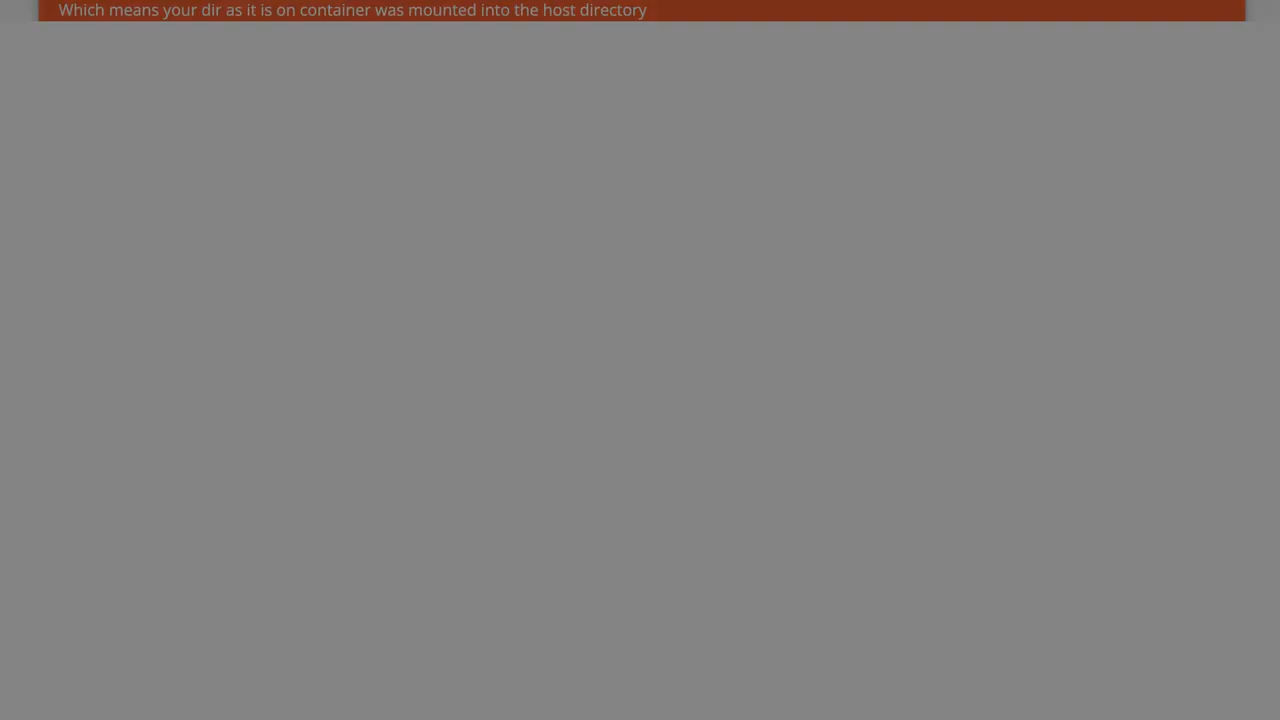 Which means your dir as it is on container was mounted into the host directory